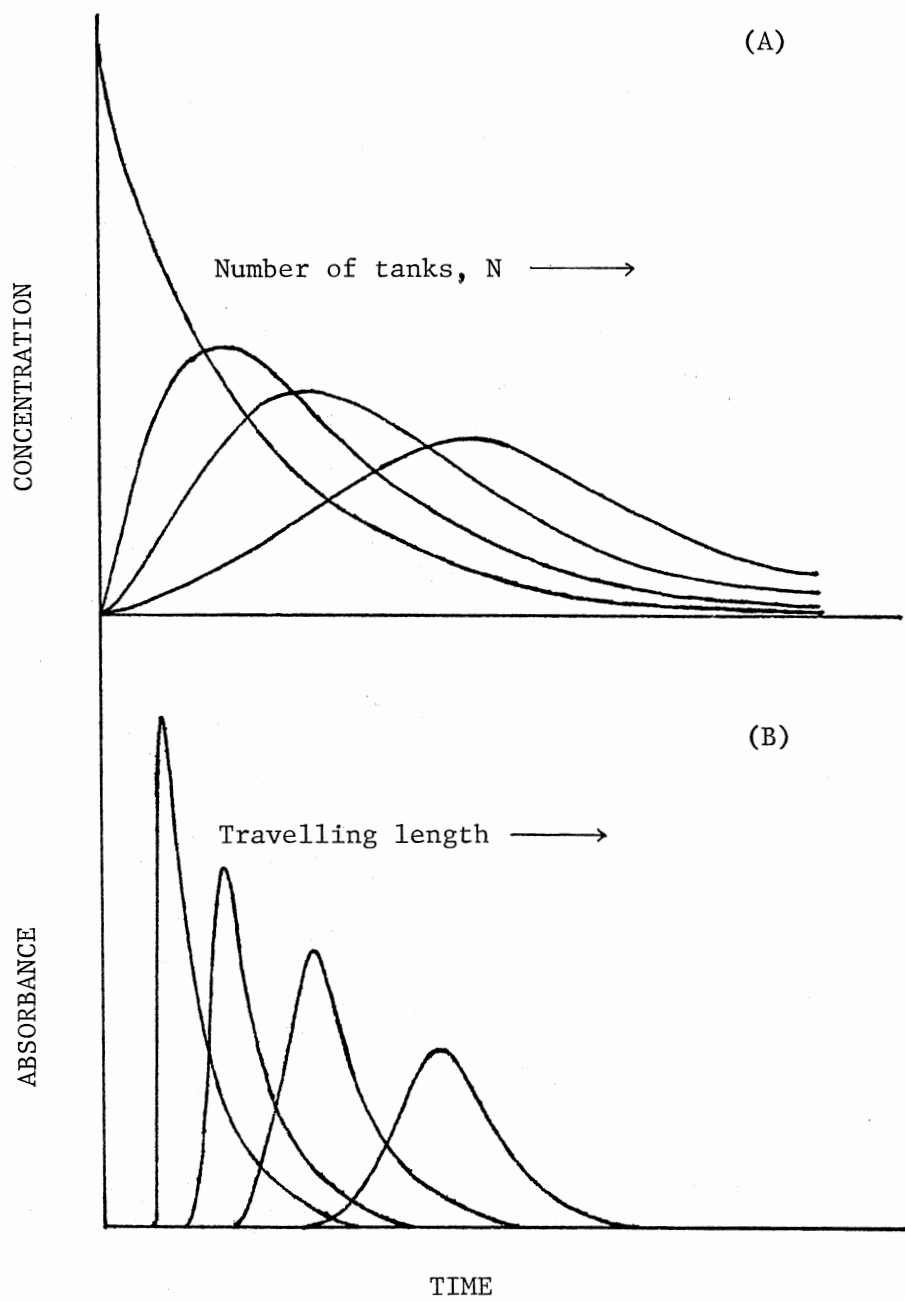 (A)
Number of tanks, N
CONCENTRATION
(B)
Travelling length
ABSORBANCE
TIME